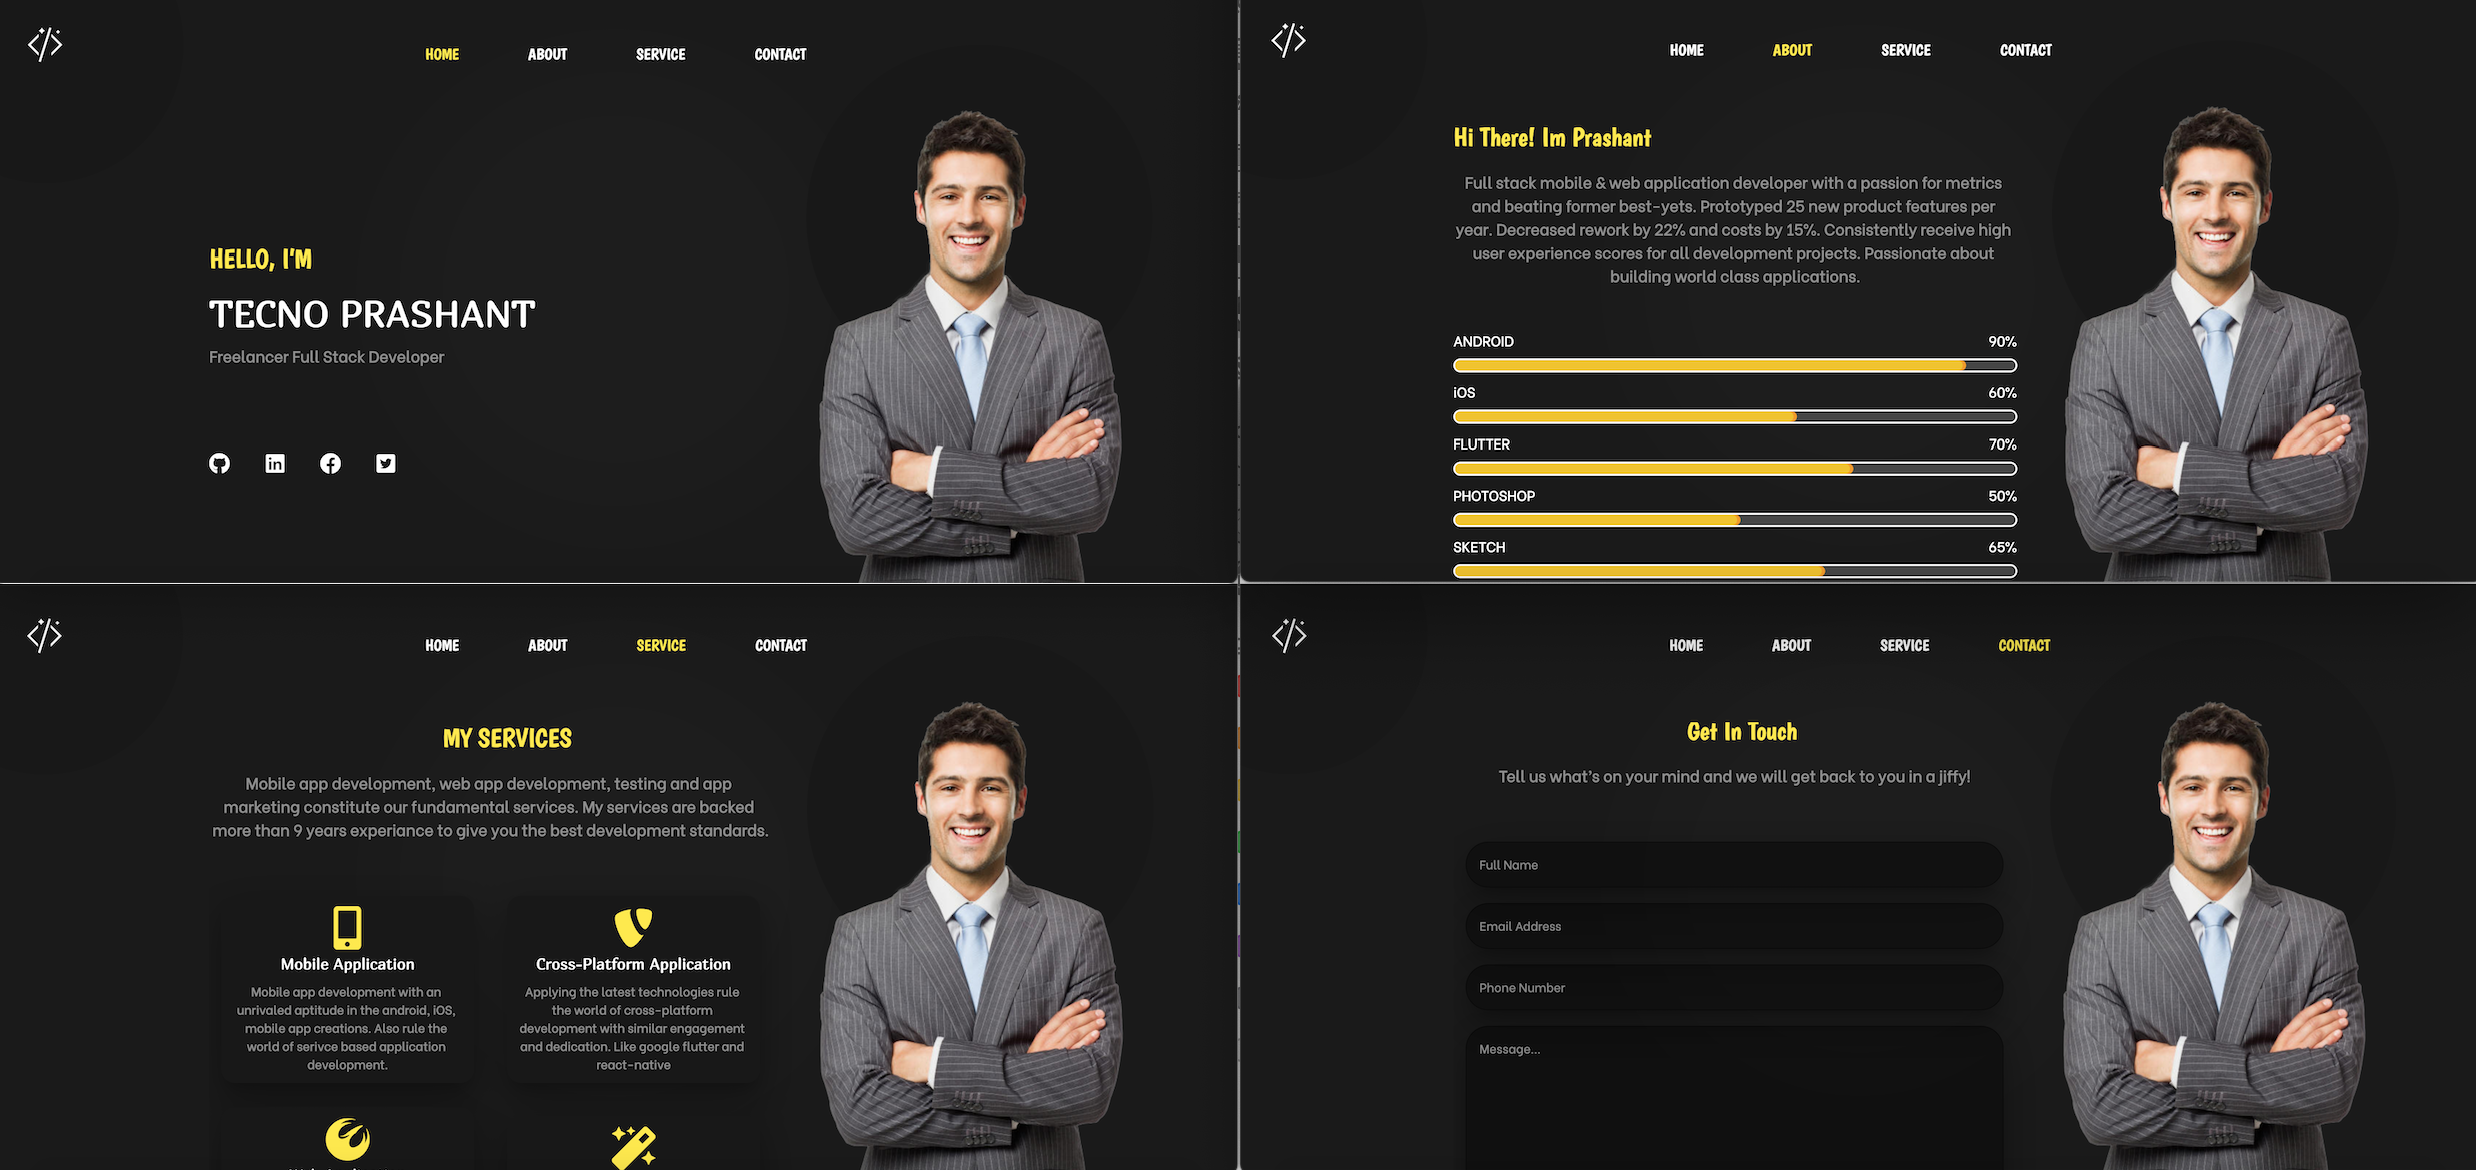 HOME ABOUT SERVICE CONTACT
HELLO, I'M
TECNO PRASHANT
Freelancer Full Stack Developer
HOME ABOUT SERVICE CONTACT
Hi There! Im Prashant
Full stack mobile & web application developer with a passion for metrics
and beating former best-yets. Prototyped 25 new product features per
year. Decreased rework by 22% and costs by 15%. Consistently receive high
user experience scores for all development projects. Passionate about
building world class applications.
ANDROID 90%
iOS 60%
FLUTTER 70%
PHOTOSHOP 50%
SKETCH 65%
HOME ABOUT SERVICE CONTACT
MY SERVICES
Mobile app development, web app development, testing and app
marketing constitute our fundamental services. My services are backed
more than 9 years experiance to give you the best development standards.
Mobile Application
Mobile app development with an
unrivaled aptitude in the android, iOS,
mobile app creations. Also rule the
world of serivce based application
development.
Cross-Platform Application
Applying the latest technologies rule
the world of cross-platform
development with similar engagement
and dedication. Like google flutter and
react-native
HOME ABOUT SERVICE CONTACT
Get In Touch
Tell us what's on your mind and we will get back to you in a jiffy!
Full Name
Email Address
Phone Number
Message...